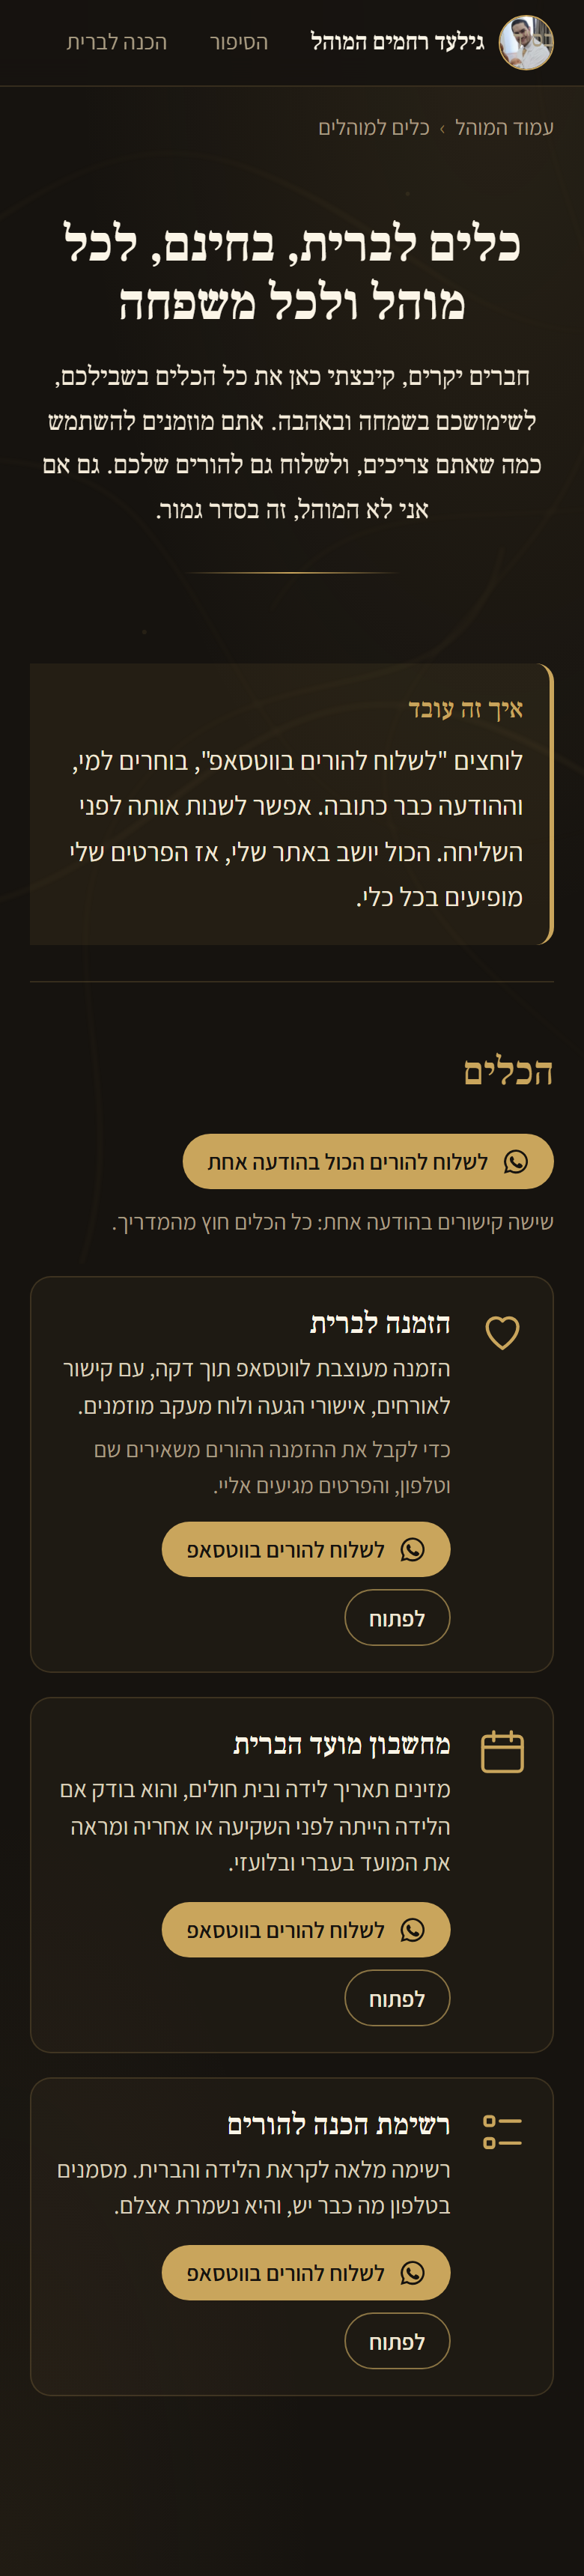 גילעד רחמים המוהל
הסיפור
הכנה לברית
עמוד המוהל › כלים למוהלים
כלים לברית, בחינם, לכל
מוהל ולכל משפחה
חברים יקרים, קיבצתי כאן את כל הכלים בשבילכם,
לשימושכם בשמחה ובאהבה. אתם מוזמנים להשתמש
כמה שאתם צריכים, ולשלוח גם להורים שלכם. גם אם
אני לא המוהל, זה בסדר גמור.
איך זה עובד
לוחצים "לשלוח להורים בווטסאפ", בוחרים למי,
וההודעה כבר כתובה. אפשר לשנות אותה לפני
השליחה. הכול יושב באתר שלי, אז הפרטים שלי
מופיעים בכל כלי.
הכלים
לשלוח להורים הכול בהודעה אחת
שישה קישורים בהודעה אחת: כל הכלים חוץ מהמדריך.
הזמנה לברית
הזמנה מעוצבת לווטסאפ תוך דקה, עם קישור
לאורחים, אישורי הגעה ולוח מעקב מוזמנים.
כדי לקבל את ההזמנה ההורים משאירים שם
וטלפון, והפרטים מגיעים אליי.
לשלוח להורים בווטסאפ
לפתוח
מחשבון מועד הברית
מזינים תאריך לידה ובית חולים, והוא בודק אם
הלידה הייתה לפני השקיעה או אחריה ומראה
את המועד בעברי ובלועזי.
לשלוח להורים בווטסאפ
לפתוח
רשימת הכנה להורים
רשימה מלאה לקראת הלידה והברית. מסמנים
בטלפון מה כבר יש, והיא נשמרת אצלם.
לשלוח להורים בווטסאפ
לפתוח